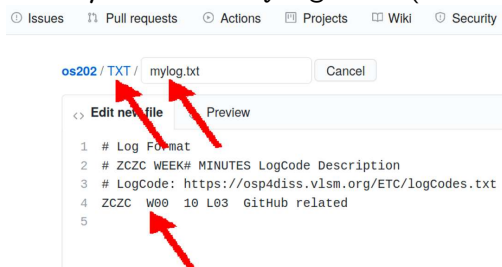 Issues Pull requests Actions Projects Wiki Security
os202 / TXT / mylog.txt Cancel
<> Edit new file Preview
1 # Log Format
2 # ZCZC WEEK# MINUTES LogCode Description
3 # LogCode: https://osp4diss.vlsm.org/ETC/logCodes.txt
4 ZCZC W00 10 L03 GitHub related
5